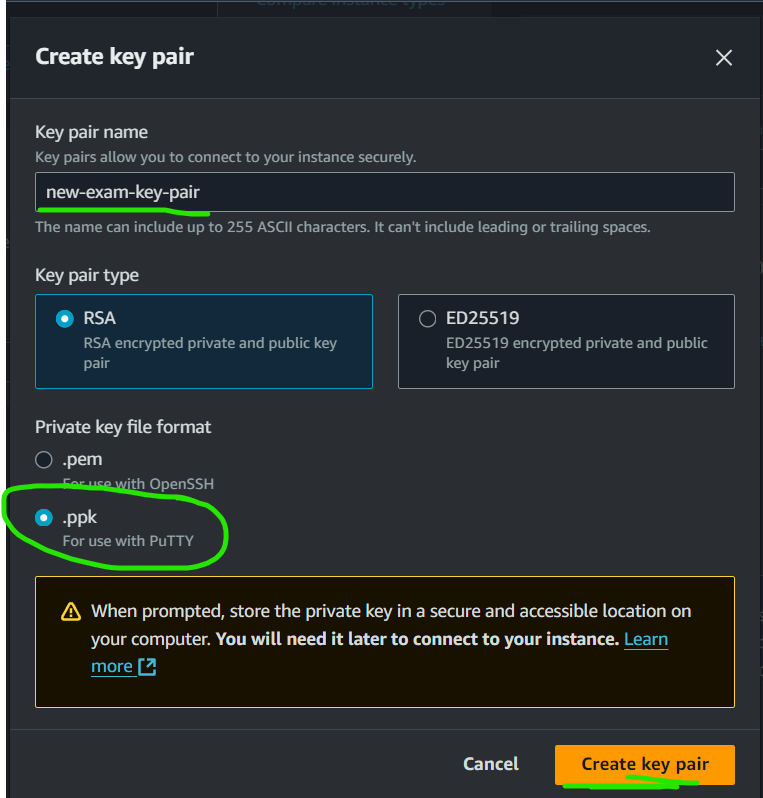 Compare instance types
Create key pair
Key pair name
Key pairs allow you to connect to your instance securely.
new-exam-key-pair
The name can include up to 255 ASCII characters. It can't include leading or trailing spaces.
Key pair type
RSA
RSA encrypted private and public key
pair
ED25519
ED25519 encrypted private and public
key pair
Private key file format
.pem
For use with OpenSSH
.ppk
For use with PuTTY
When prompted, store the private key in a secure and accessible location on
your computer. You will need it later to connect to your instance. Learn
more
Cancel
Create key pair